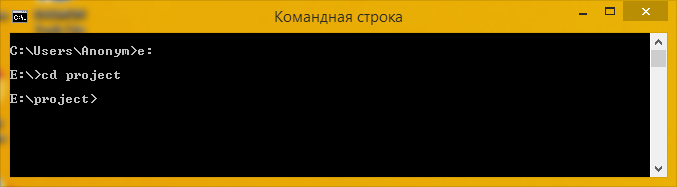 Командная строка
C:\Users\Anonym>e:
E:\>cd project
E:\project>